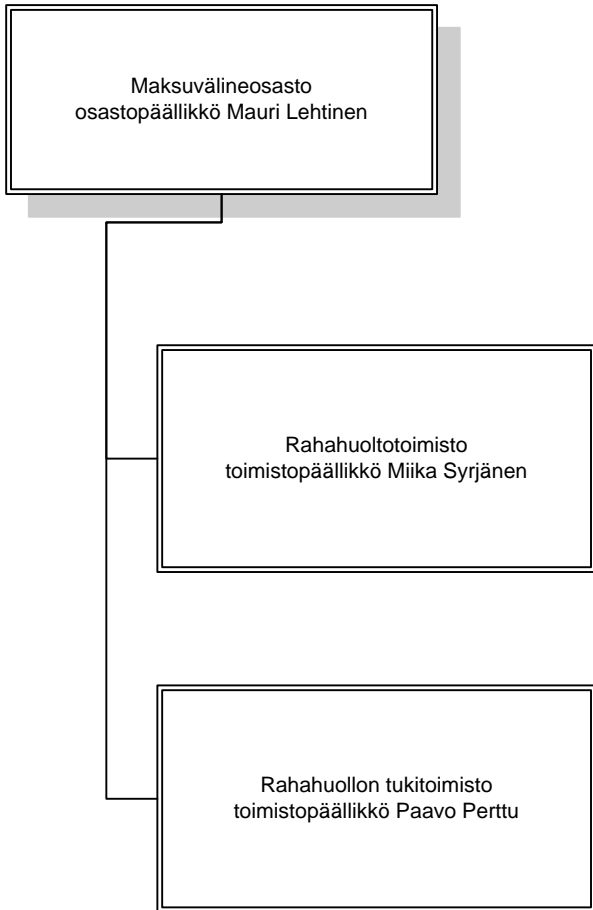 Maksuvälineosasto
osastopäällikkö Mauri Lehtinen
Rahahuoltotoimisto
toimistopäällikkö Miika Syrjänen
Rahahuollon tukitoimisto
toimistopäällikkö Paavo Perttu